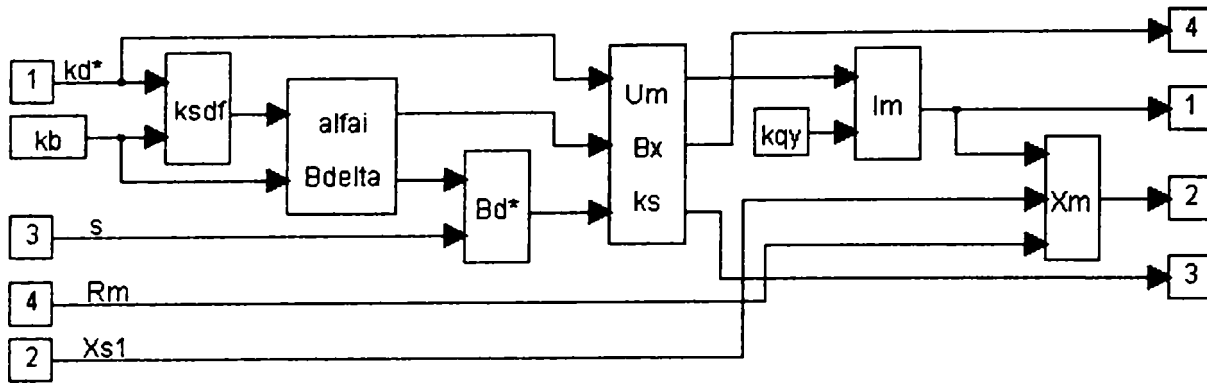 4
1 kd*
ksdf
kb
alfai
Bdelta
Bd*
Um
Bx
ks
kqy
Im
1
Xm
2
3 s
3
4 Rm
2 Xs1